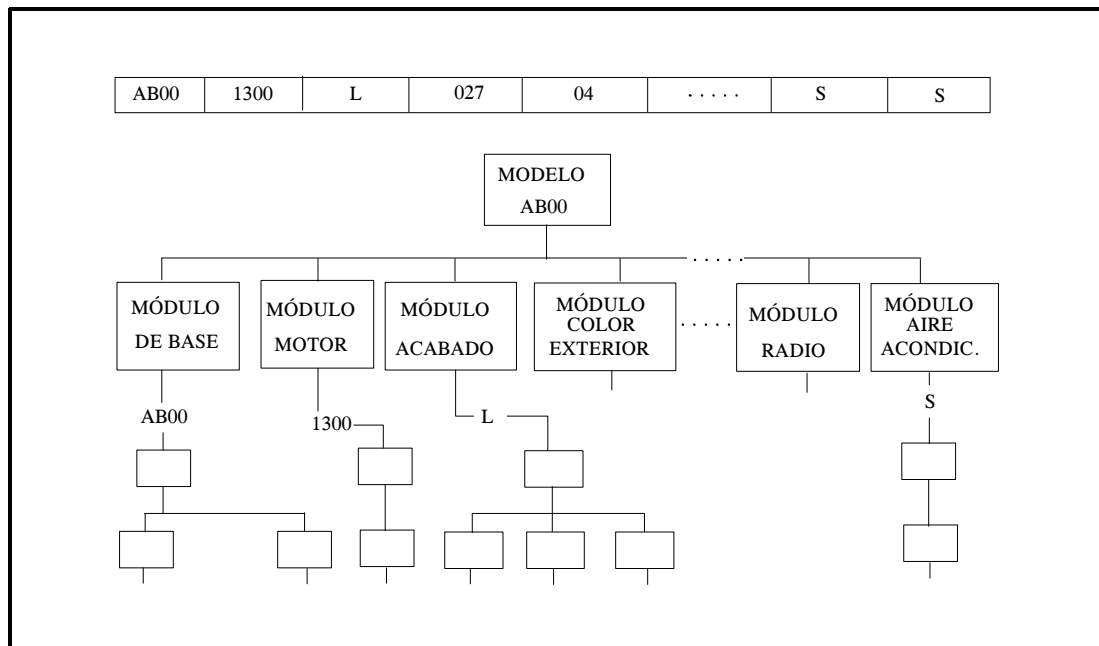 AB00 1300 L 027 04 ..... S S
MODELO
AB00
.....
MÓDULO
DE BASE
MÓDULO
MOTOR
MÓDULO
ACABADO
MÓDULO
COLOR
EXTERIOR
.....
MÓDULO
RADIO
MÓDULO
AIRE
ACONDIC.
AB00
1300
L
S